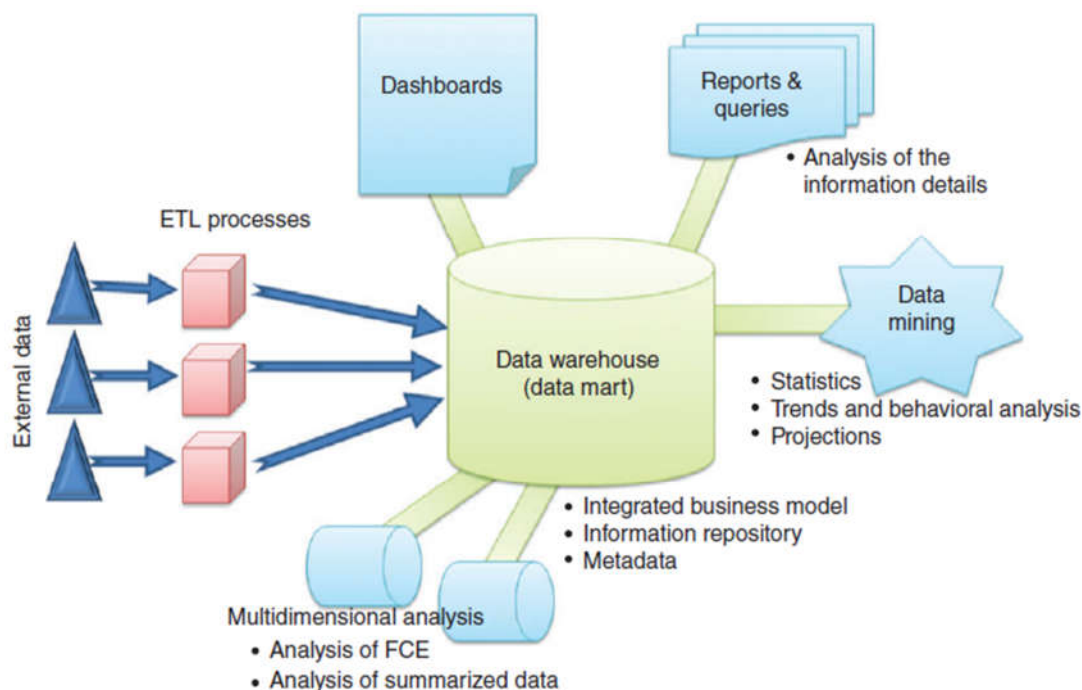 Dashboards
Reports &
queries
• Analysis of the
information details
ETL processes
External data
Data warehouse
(data mart)
Data
mining
• Statistics
• Trends and behavioral analysis
• Projections
• Integrated business model
• Information repository
• Metadata
Multidimensional analysis
• Analysis of FCE
• Analysis of summarized data